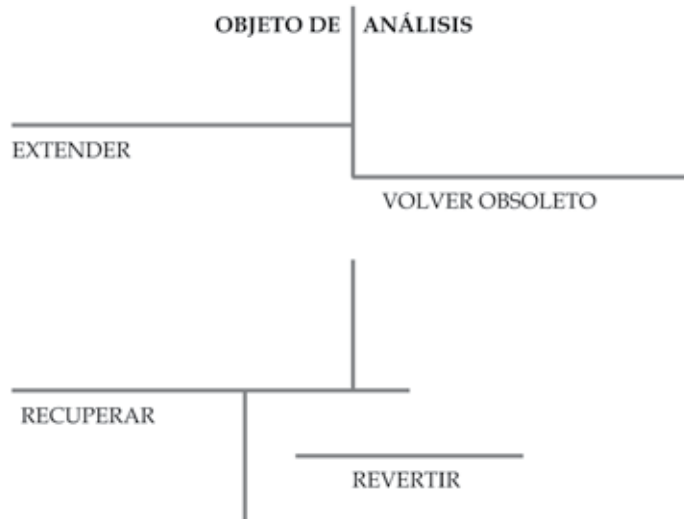 OBJETO DE ANÁLISIS
EXTENDER
VOLVER OBSOLETO
RECUPERAR
REVERTIR